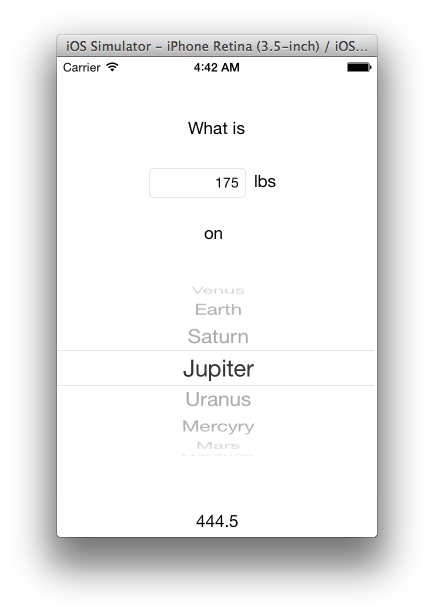 iOS Simulator - iPhone Retina (3.5-inch) / iOS...
Carrier 4:42 AM
What is
175 lbs
on
Venus
Earth
Saturn
Jupiter
Uranus
Mercyry
Mars
Neptune
444.5